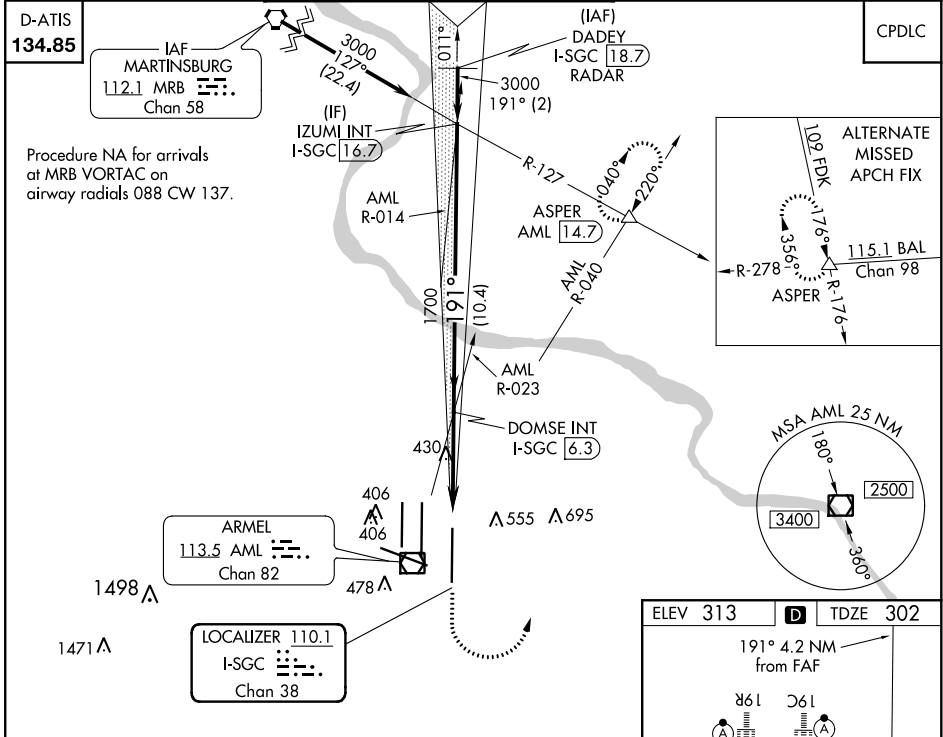 D-ATIS
134.85
IAF
MARTINSBURG
112.1 MRB
Chan 58
Procedure NA for arrivals
at MRB VORTAC on
airway radials 088 CW 137.
3000
127°
(22.4)
011°
(IAF)
DADEY
I-SGC 18.7
RADAR
3000
191° (2)
CPDLC
(IF)
IZUMI INT
I-SGC 16.7
AML
R-014
R-127
040°
220°
ASPER
AML 14.7
AML
R-040
1700
191°
(10.4)
AML
R-023
DOMSE INT
I-SGC 6.3
109 FDK
ALTERNATE
MISSED
APCH FIX
176°
356°
115.1 BAL
Chan 98
R-278
ASPER
R-176
MSA AML 25 NM
180°
2500
3400
360°
430
406
406
555
695
ARMEL
113.5 AML
Chan 82
478
1498
1471
LOCALIZER 110.1
I-SGC
Chan 38
ELEV 313
D
TDZE 302
191° 4.2 NM
from FAF
19R
19C
A
A